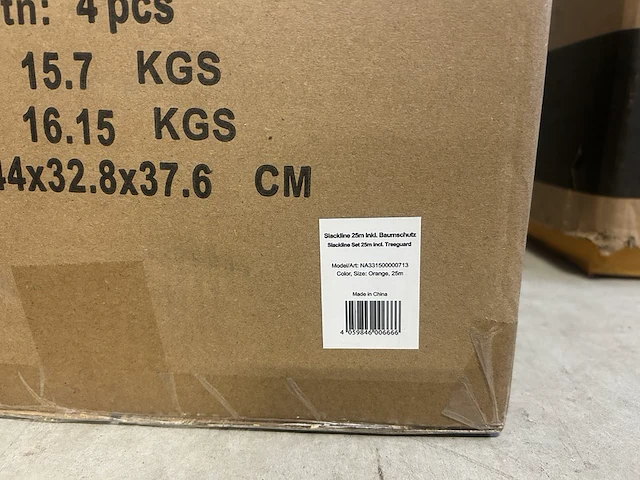 th: 4 pcs
15.7 KGS
16.15 KGS
44x32.8x37.6 CM
Slackline 25m Inkl. Baumschutz
Slackline Set 25m incl. Treeguard
Model/Art: NA331500000713
Color, Size: Orange, 25m
Made in China
4 059846 006666